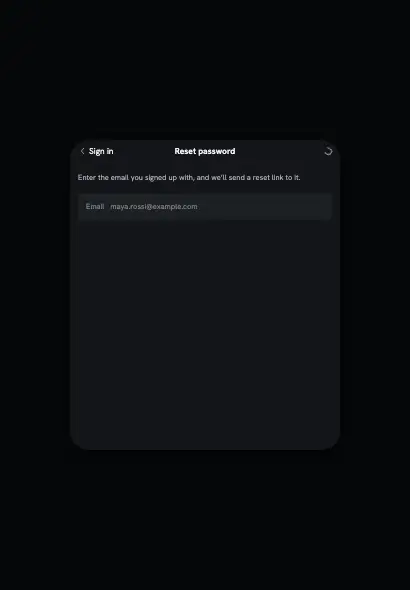 Sign in
Reset password
Enter the email you signed up with, and we'll send a reset link to it.
Email maya.rossi@example.com